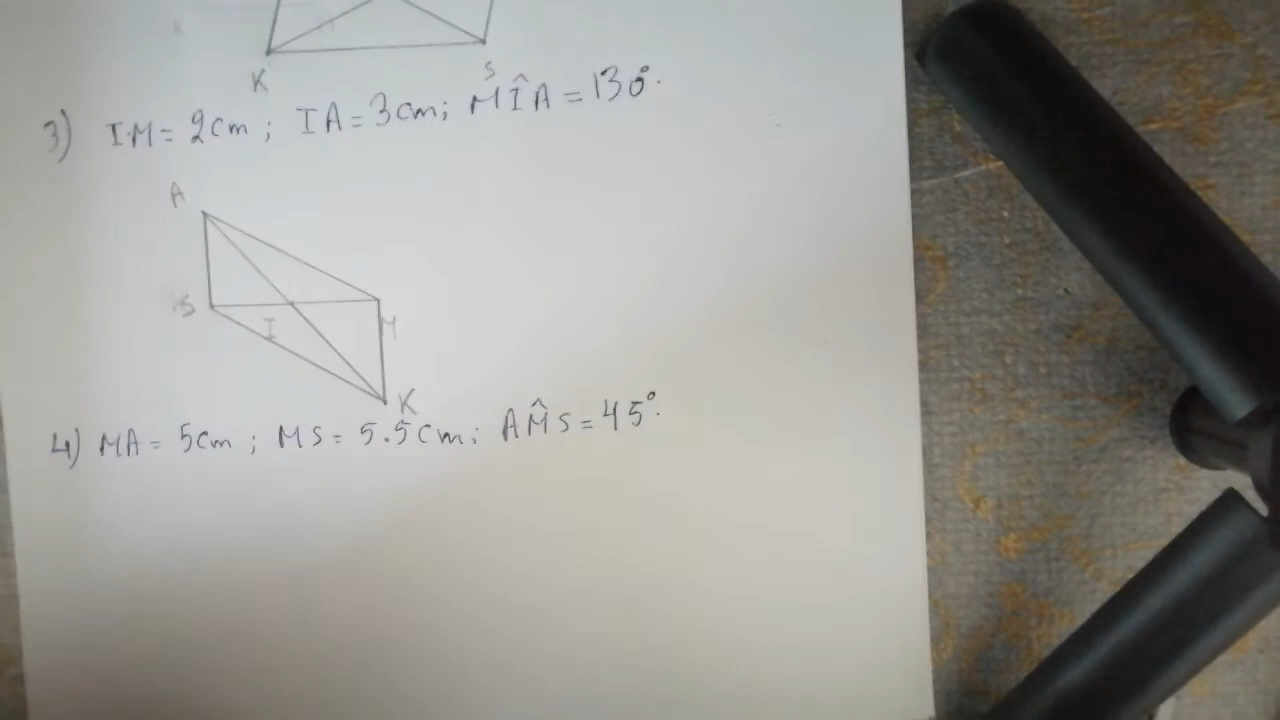 K
S
3) IM = 2cm ; IA = 3cm; MÎA = 130°.
A
S
I
M
K
4) MA = 5cm ; MS = 5.5cm; AM̂S = 45°.